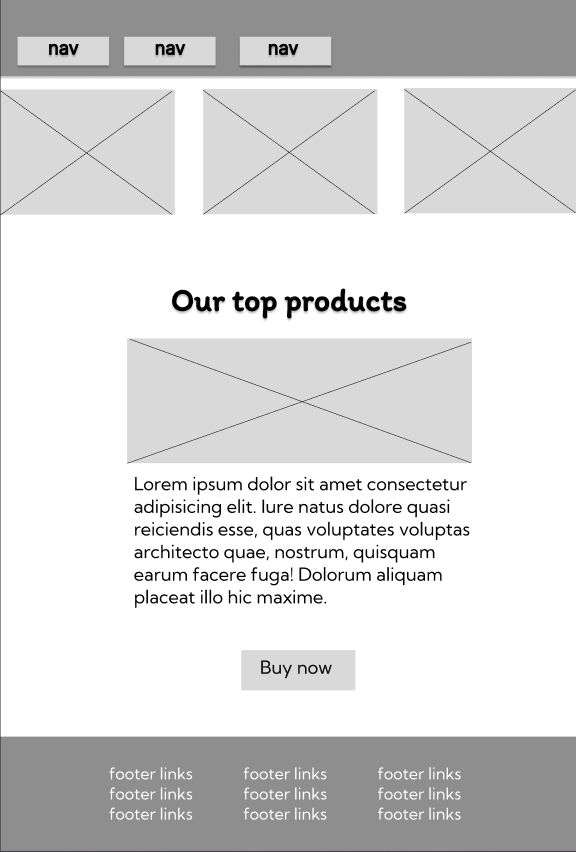 nav nav nav
Our top products
Lorem ipsum dolor sit amet consectetur
adipisicing elit. Iure natus dolore quasi
reiciendis esse, quas voluptates voluptas
architecto quae, nostrum, quisquam
earum facere fuga! Dolorum aliquam
placeat illo hic maxime.
Buy now
footer links footer links footer links
footer links footer links footer links
footer links footer links footer links